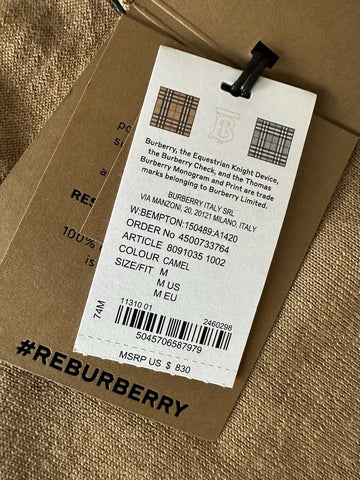 Burberry, the Equestrian Knight Device,
the Burberry Check, and the Thomas
Burberry Monogram and Print are trade
marks belonging to Burberry Limited.
BURBERRY ITALY SRL
VIA MANZONI, 20, 20121 MILANO, ITALY
W:BEMPTON:150489:A1420
ORDER No 4500733764
ARTICLE 8091035 1002
COLOUR CAMEL
SIZE/FIT M
M US
M EU
74M
11310 01
2460298
5045706587979
MSRP US $ 830
RES
100%
is
#REBURBERRY